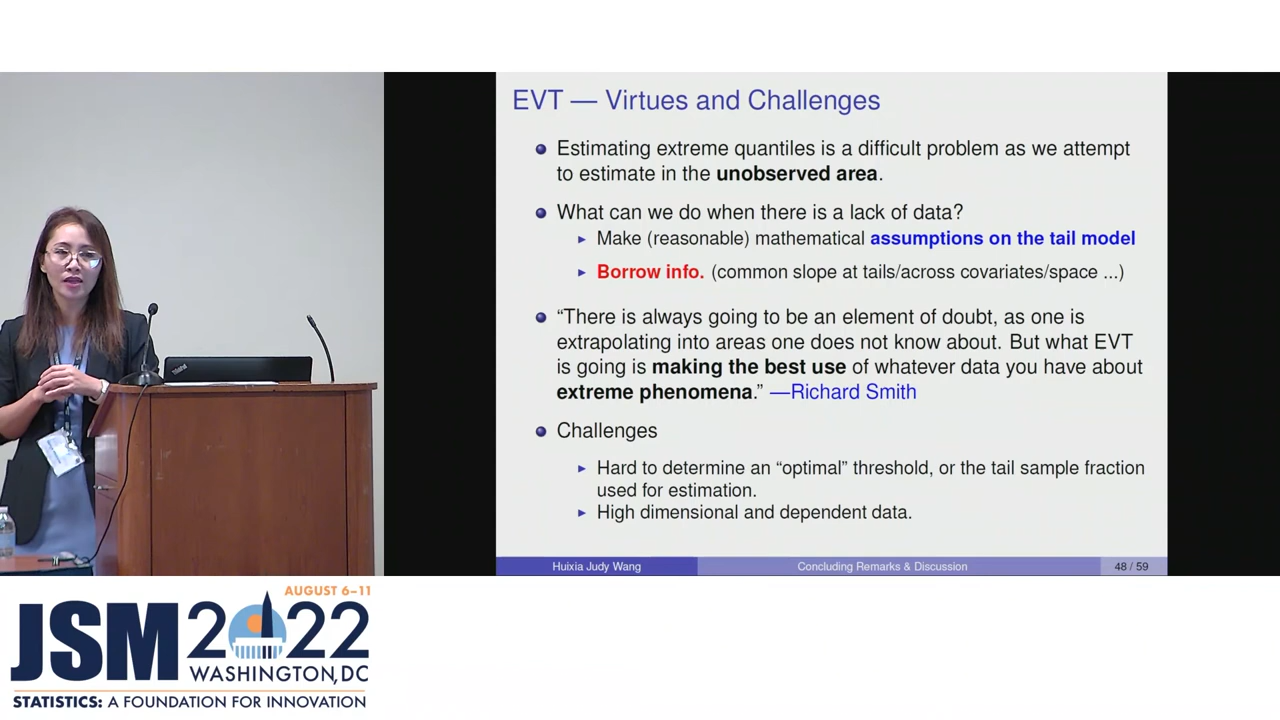 EVT — Virtues and Challenges
Estimating extreme quantiles is a difficult problem as we attempt
to estimate in the unobserved area.
What can we do when there is a lack of data?
Make (reasonable) mathematical assumptions on the tail model
Borrow info. (common slope at tails/across covariates/space ...)
“There is always going to be an element of doubt, as one is
extrapolating into areas one does not know about. But what EVT
is going is making the best use of whatever data you have about
extreme phenomena.” —Richard Smith
Challenges
Hard to determine an “optimal” threshold, or the tail sample fraction
used for estimation.
High dimensional and dependent data.
Huixia Judy Wang
Concluding Remarks & Discussion
48 / 59
ThinkPad
AUGUST 6–11
JSM 2022
WASHINGTON, DC
STATISTICS: A FOUNDATION FOR INNOVATION